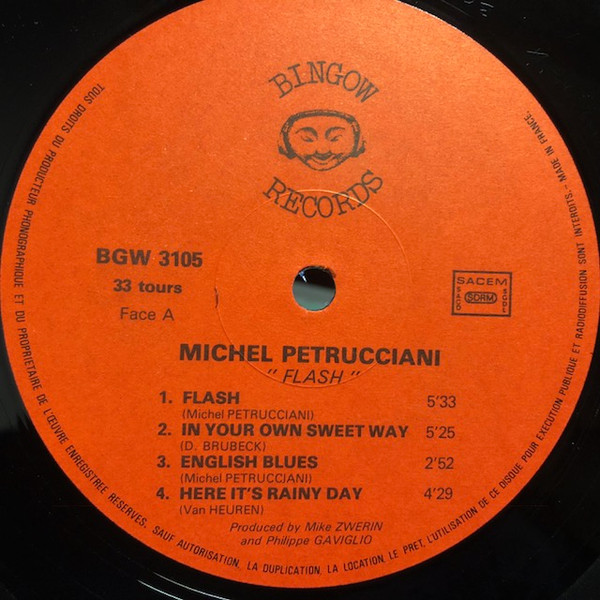 BINGOW
RECORDS
BGW 3105
33 tours
Face A
SACEM
SACD SDRM SGDL
MICHEL PETRUCCIANI
"FLASH"
1. FLASH 5'33
(Michel PETRUCCIANI)
2. IN YOUR OWN SWEET WAY 5'25
(D. BRUBECK)
3. ENGLISH BLUES 2'52
(Michel PETRUCCIANI)
4. HERE IT'S RAINY DAY 4'29
(Van HEUREN)
Produced by Mike ZWERIN
and Philippe GAVIGLIO
TOUS DROITS DU PRODUCTEUR PHONOGRAPHIQUE ET DU PROPRIETAIRE DE L'ŒUVRE ENREGISTREE RESERVES. SAUF AUTORISATION, LA DUPLICATION, LA LOCATION, LE PRET, L'UTILISATION DE CE DISQUE POUR EXECUTION PUBLIQUE ET RADIODIFFUSION SONT INTERDITS. - MADE IN FRANCE.